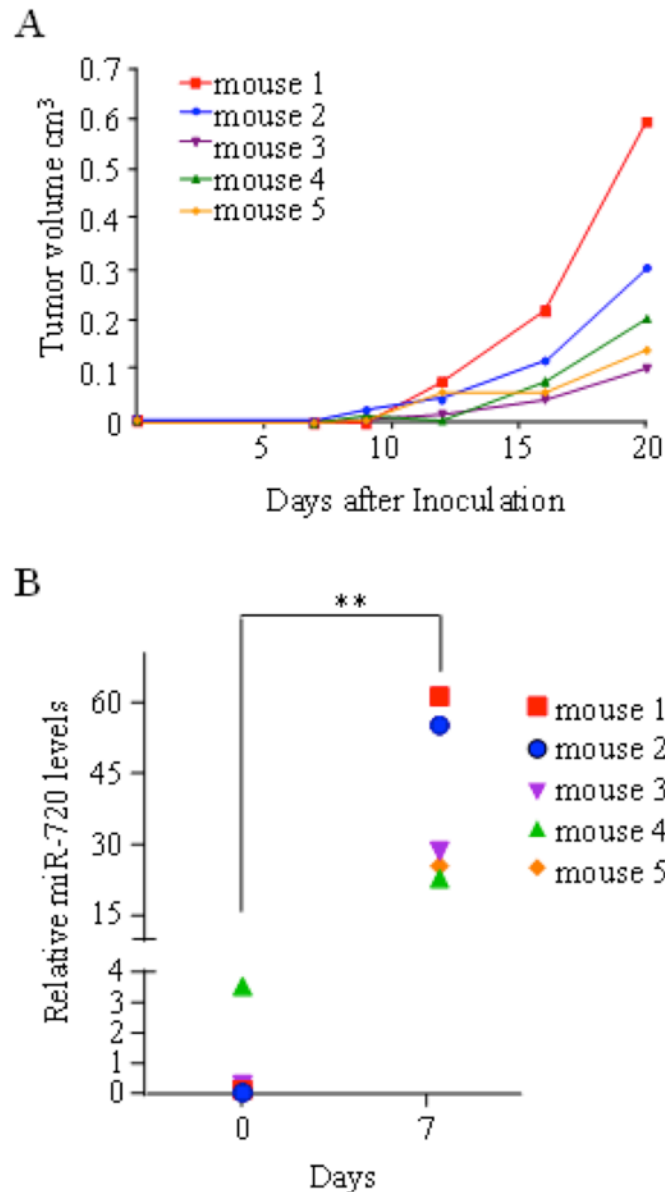 A
Tumor volume cm³
0.7
0.6
0.5
0.4
0.3
0.2
0.1
0
mouse 1
mouse 2
mouse 3
mouse 4
mouse 5
5
10
15
20
Days after Inoculation
B
**
Relative miR-720 levels
60
45
30
15
4
3
2
1
0
mouse 1
mouse 2
mouse 3
mouse 4
mouse 5
0
7
Days